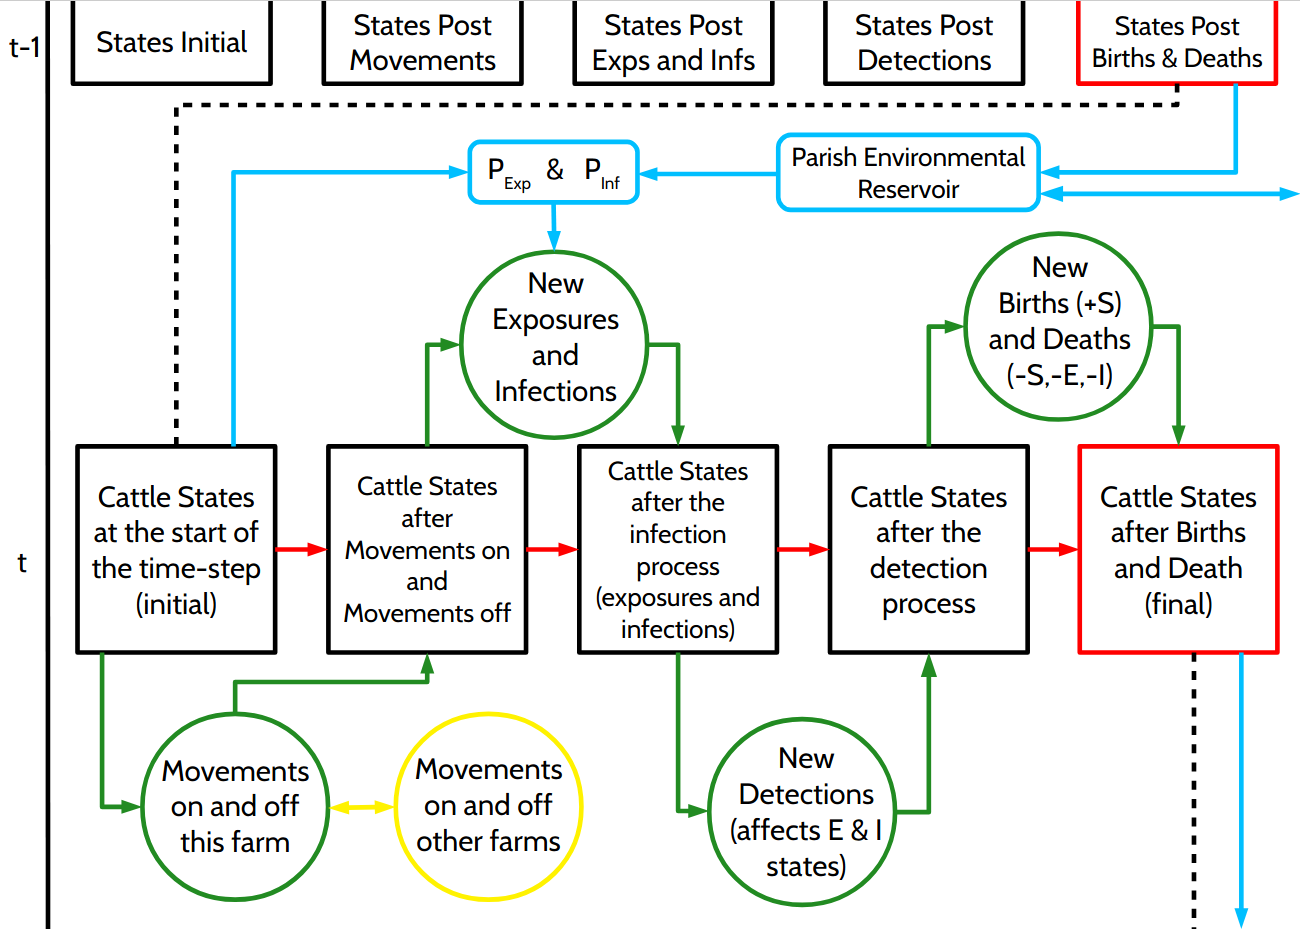 t-1
States Initial
States Post
Movements
States Post
Exps and Infs
States Post
Detections
States Post
Births & Deaths
P_Exp & P_Inf
Parish Environmental
Reservoir
New
Exposures
and
Infections
New
Births (+S)
and Deaths
(-S,-E,-I)
t
Cattle States
at the start of
the time-step
(initial)
Cattle States
after
Movements on
and
Movements off
Cattle States
after the
infection
process
(exposures and
infections)
Cattle States
after the
detection
process
Cattle States
after Births
and Death
(final)
Movements
on and off
this farm
Movements
on and off
other farms
New
Detections
(affects E & I
states)